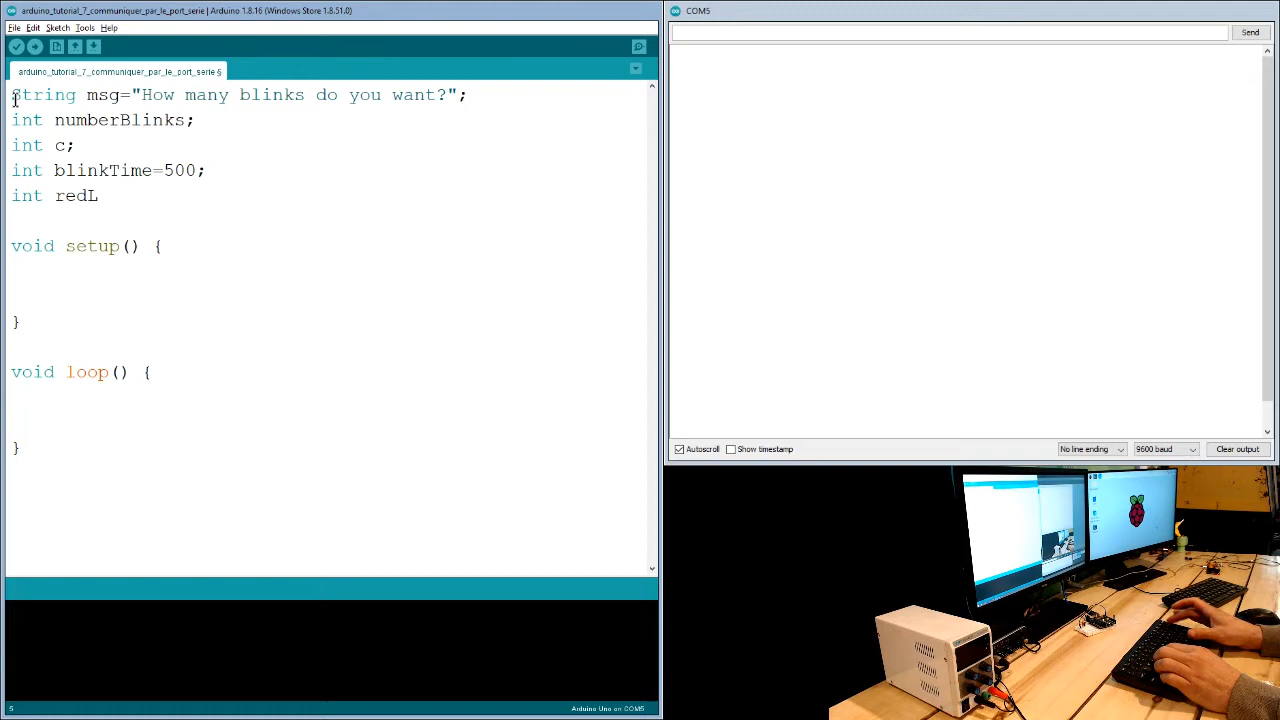 arduino_tutorial_7_communiquer_par_le_port_serie | Arduino 1.8.16 (Windows Store 1.8.51.0)
File Edit Sketch Tools Help
arduino_tutorial_7_communiquer_par_le_port_serie §
String msg="How many blinks do you want?";
int numberBlinks;
int c;
int blinkTime=500;
int redL
void setup() {
}
void loop() {
}
5
Arduino Uno on COM5
COM5
Send
Autoscroll
Show timestamp
No line ending
9600 baud
Clear output